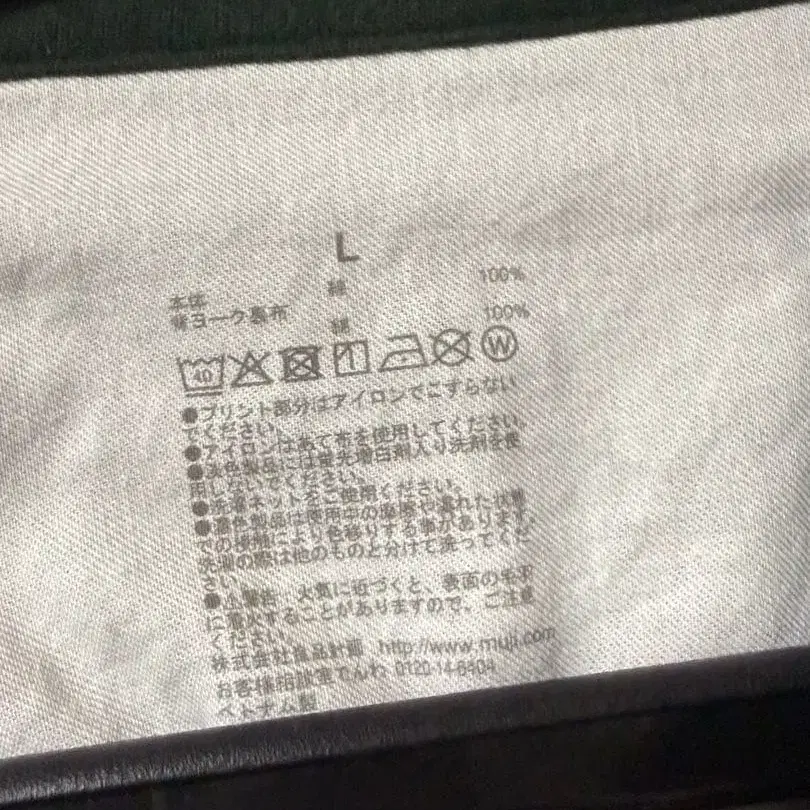 L
本体 綿 100%
背ヨーク裏布 綿 100%
40 W
●プリント部分はアイロンでこすらない
でください。
●アイロンはあて布を使用してください。
●淡色製品には蛍光増白剤入り洗剤を使
用しないでください。
●洗濯ネットをご使用ください。
●濃色製品は使用中の摩擦や濡れた状態
での接触により色移りする事があります。
洗濯の際は他のものと分けて洗ってくだ
さい。
●⚠警告 火気に近づくと、表面の毛羽
に着火することがありますので、ご注意
ください。
株式会社良品計画 http://www.muji.com
お客様相談室でんわ 0120-14-6404
ベトナム製